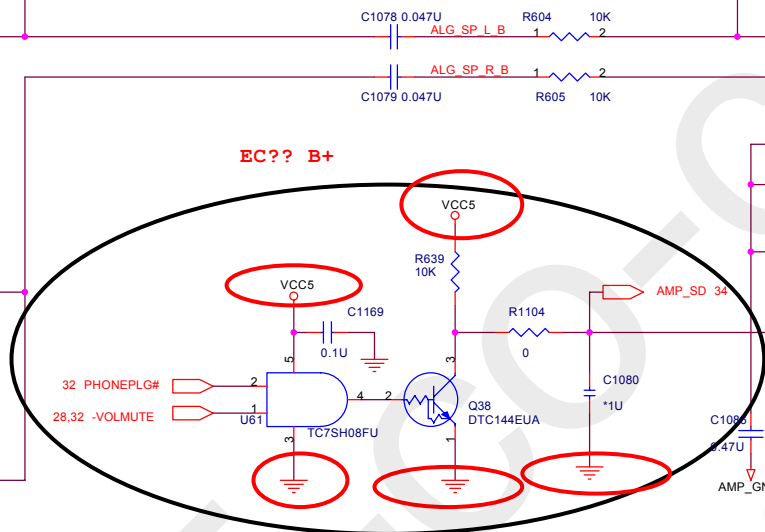 C1078 0.047U
R604 10K
ALG_SP_L_B
1 2
ALG_SP_R_B
1 2
C1079 0.047U
R605 10K
EC?? B+
VCC5
R639
10K
VCC5
AMP_SD 34
C1169
R1104
0.1U
0
5
3
C1080
32 PHONEPLG#
2
4
2
Q38
*1U
28,32 -VOLMUTE
1
DTC144EUA
U61
TC7SH08FU
3
1
0.47U
AMP_GN